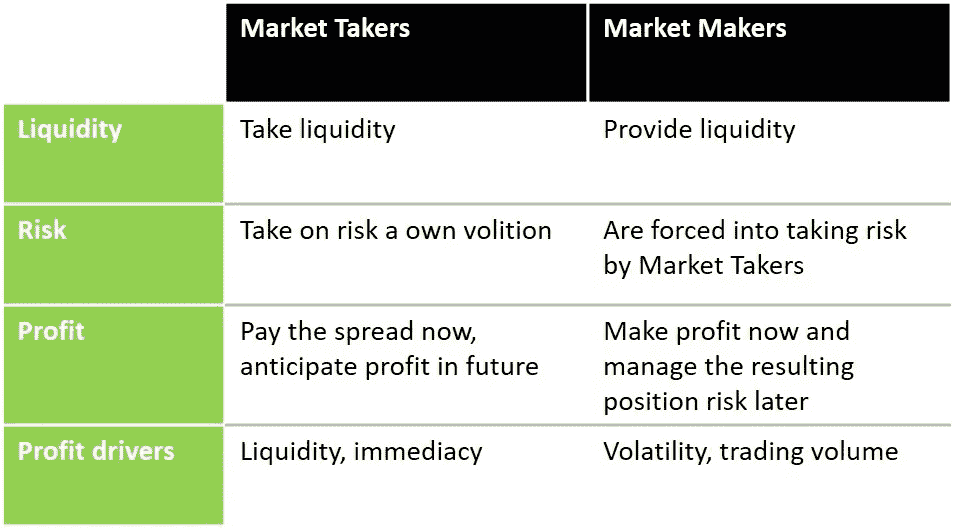 Market Takers
Market Makers
Liquidity
Take liquidity
Provide liquidity
Risk
Take on risk a own volition
Are forced into taking risk
by Market Takers
Profit
Pay the spread now,
anticipate profit in future
Make profit now and
manage the resulting
position risk later
Profit drivers
Liquidity, immediacy
Volatility, trading volume